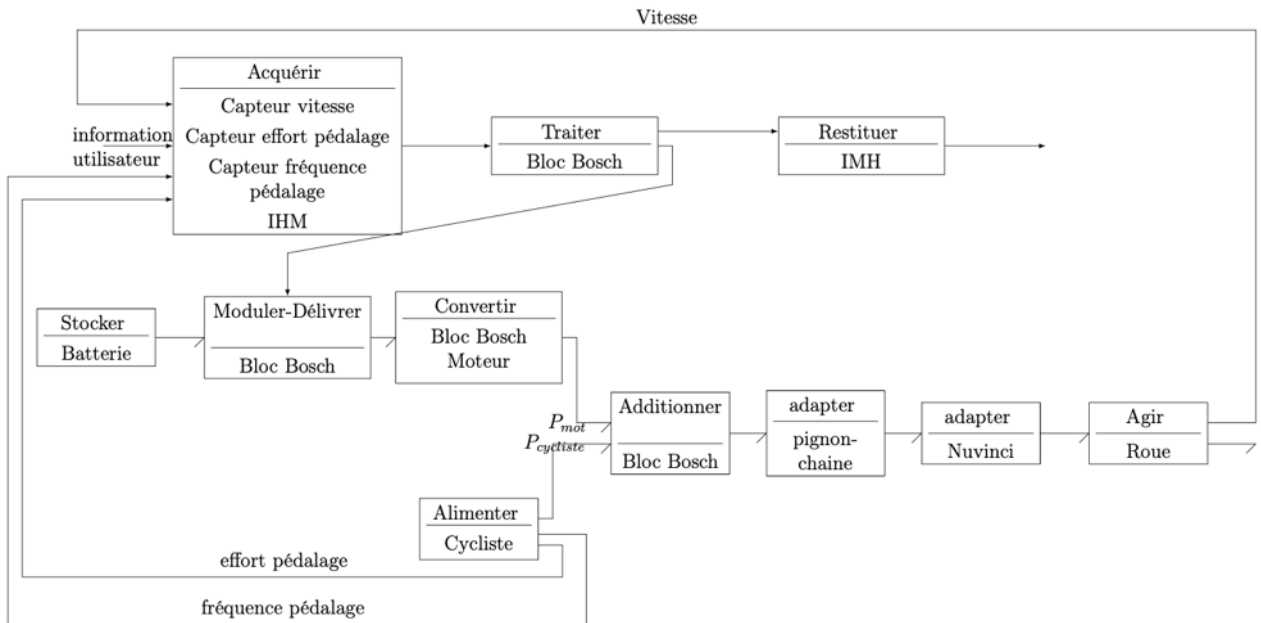 Vitesse
Acquérir
Capteur vitesse
Capteur effort pédalage
Capteur fréquence
pédalage
IHM
information
utilisateur
Traiter
Bloc Bosch
Restituer
IMH
Stocker
Batterie
Moduler-Délivrer
Bloc Bosch
Convertir
Bloc Bosch
Moteur
P_mot
P_cycliste
Additionner
Bloc Bosch
adapter
pignon-
chaine
adapter
Nuvinci
Agir
Roue
Alimenter
Cycliste
effort pédalage
fréquence pédalage